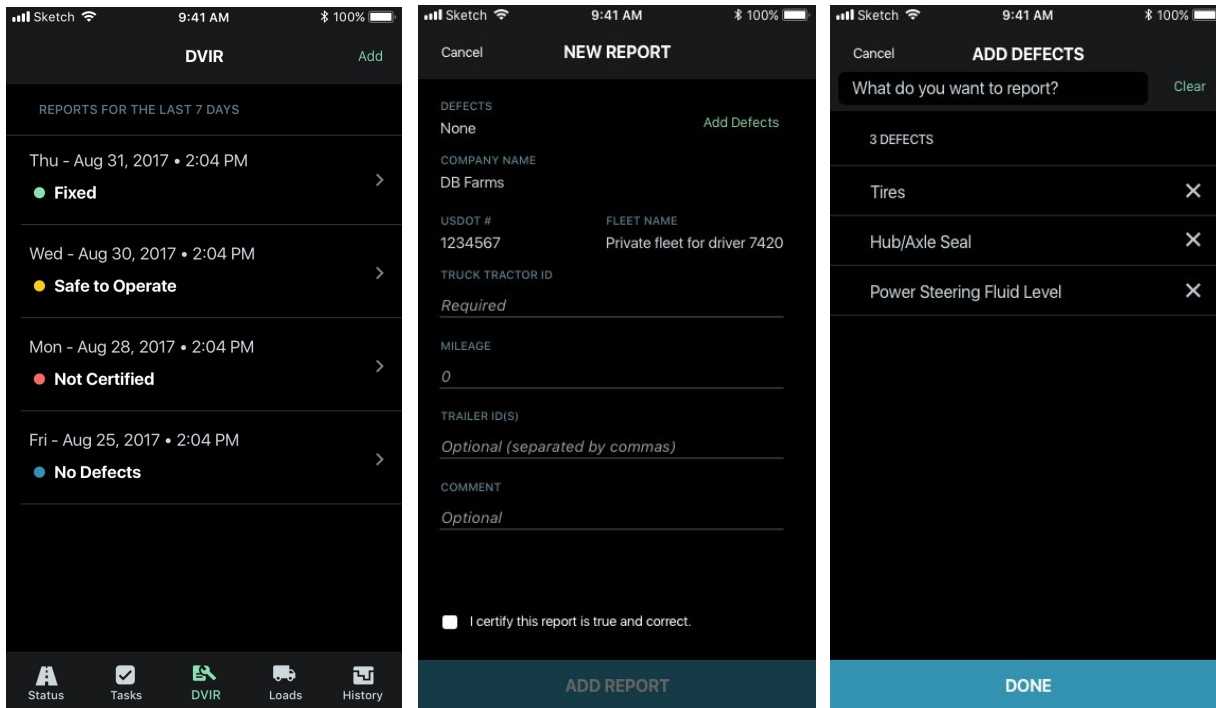 Sketch 9:41 AM 100%
DVIR Add
REPORTS FOR THE LAST 7 DAYS
Thu - Aug 31, 2017 • 2:04 PM
Fixed
Wed - Aug 30, 2017 • 2:04 PM
Safe to Operate
Mon - Aug 28, 2017 • 2:04 PM
Not Certified
Fri - Aug 25, 2017 • 2:04 PM
No Defects
Status Tasks DVIR Loads History
Sketch 9:41 AM 100%
Cancel NEW REPORT
DEFECTS
None Add Defects
COMPANY NAME
DB Farms
USDOT # FLEET NAME
1234567 Private fleet for driver 7420
TRUCK TRACTOR ID
Required
MILEAGE
0
TRAILER ID(S)
Optional (separated by commas)
COMMENT
Optional
I certify this report is true and correct.
ADD REPORT
Sketch 9:41 AM 100%
Cancel ADD DEFECTS
What do you want to report? Clear
3 DEFECTS
Tires
Hub/Axle Seal
Power Steering Fluid Level
DONE